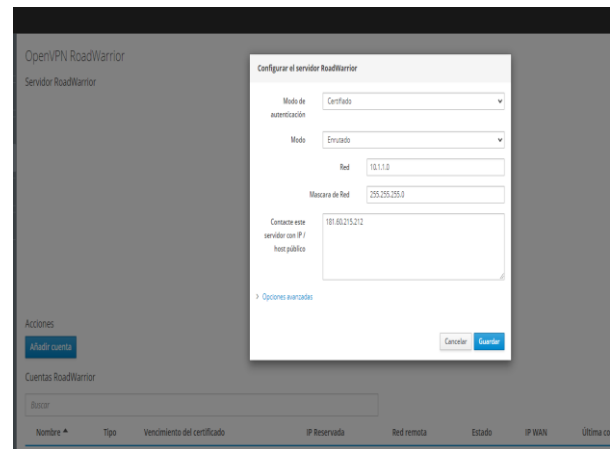 OpenVPN RoadWarrior
Servidor RoadWarrior
Configurar el servidor RoadWarrior
Modo de
autenticación
Certifiado
Modo
Enrutado
Red
10.1.1.0
Mascara de Red
255.255.255.0
Contacte este
servidor con IP /
host público
181.60.215.212
> Opciones avanzadas
Cancelar
Guardar
Acciones
Añadir cuenta
Cuentas RoadWarrior
Buscar
Nombre Tipo Vencimiento del certificado IP Reservada Red remota Estado IP WAN Última co